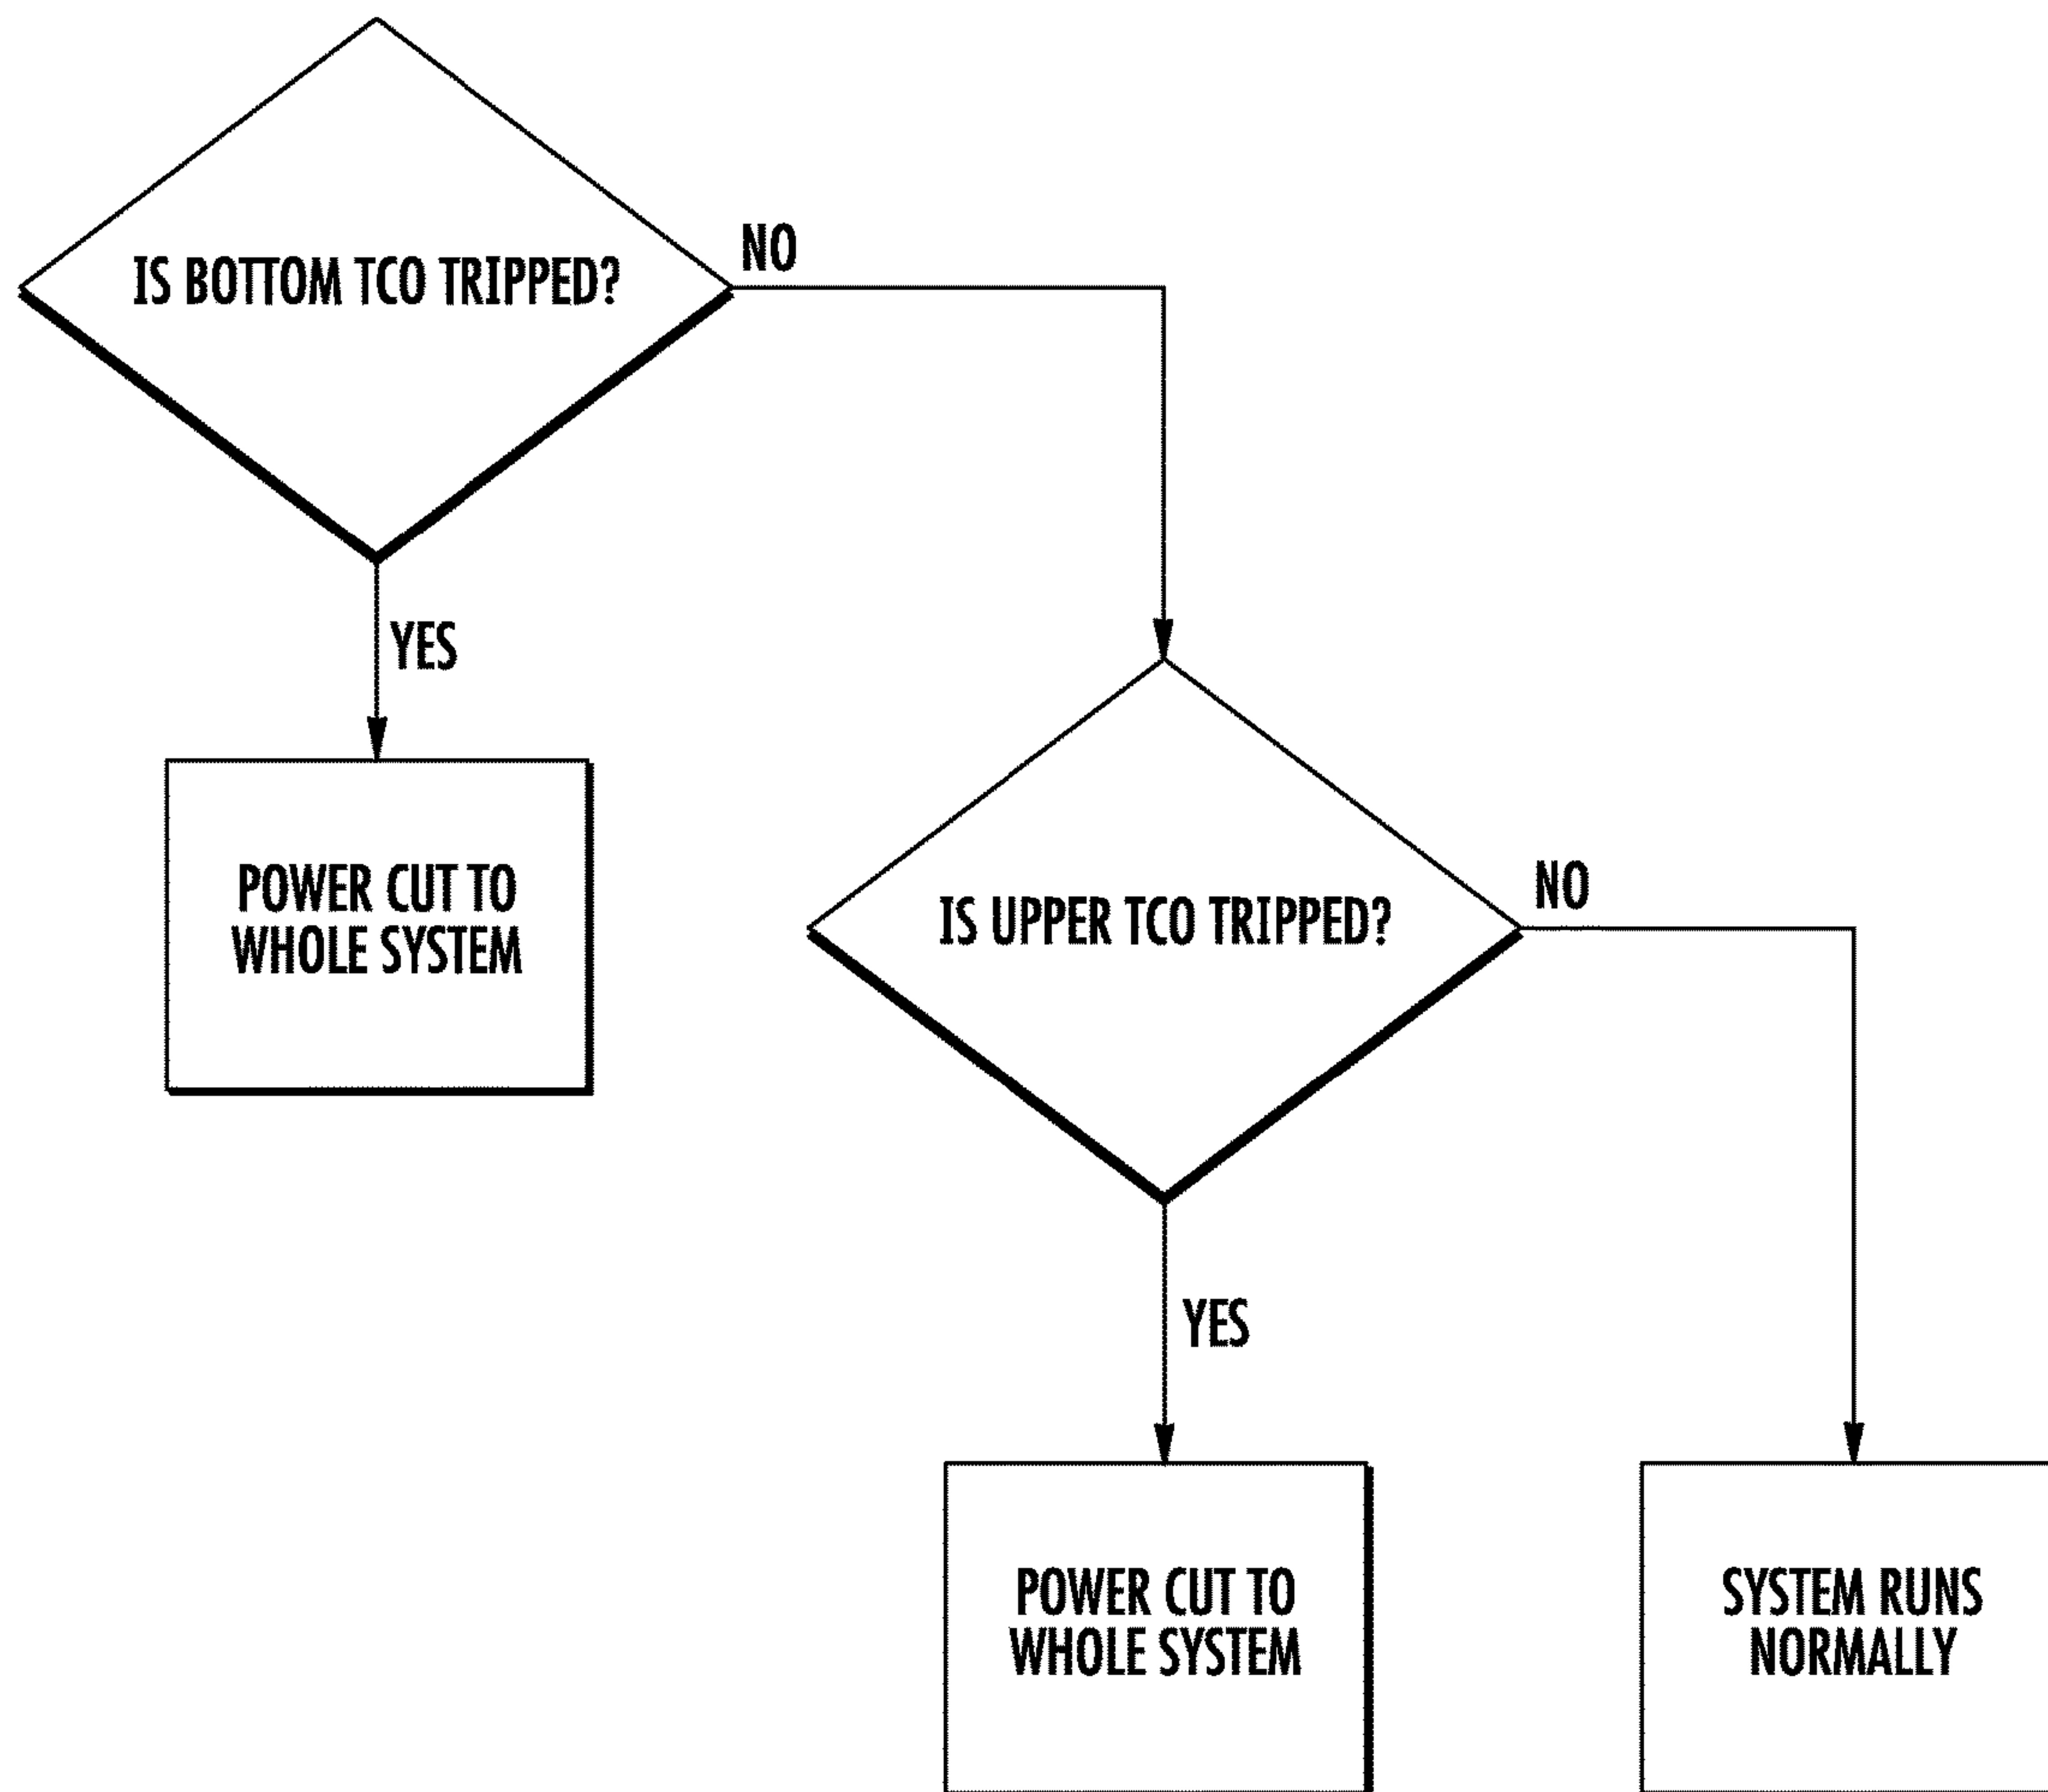 IS BOTTOM TCO TRIPPED?
NO
YES
POWER CUT TO
WHOLE SYSTEM
IS UPPER TCO TRIPPED?
NO
YES
POWER CUT TO
WHOLE SYSTEM
SYSTEM RUNS
NORMALLY